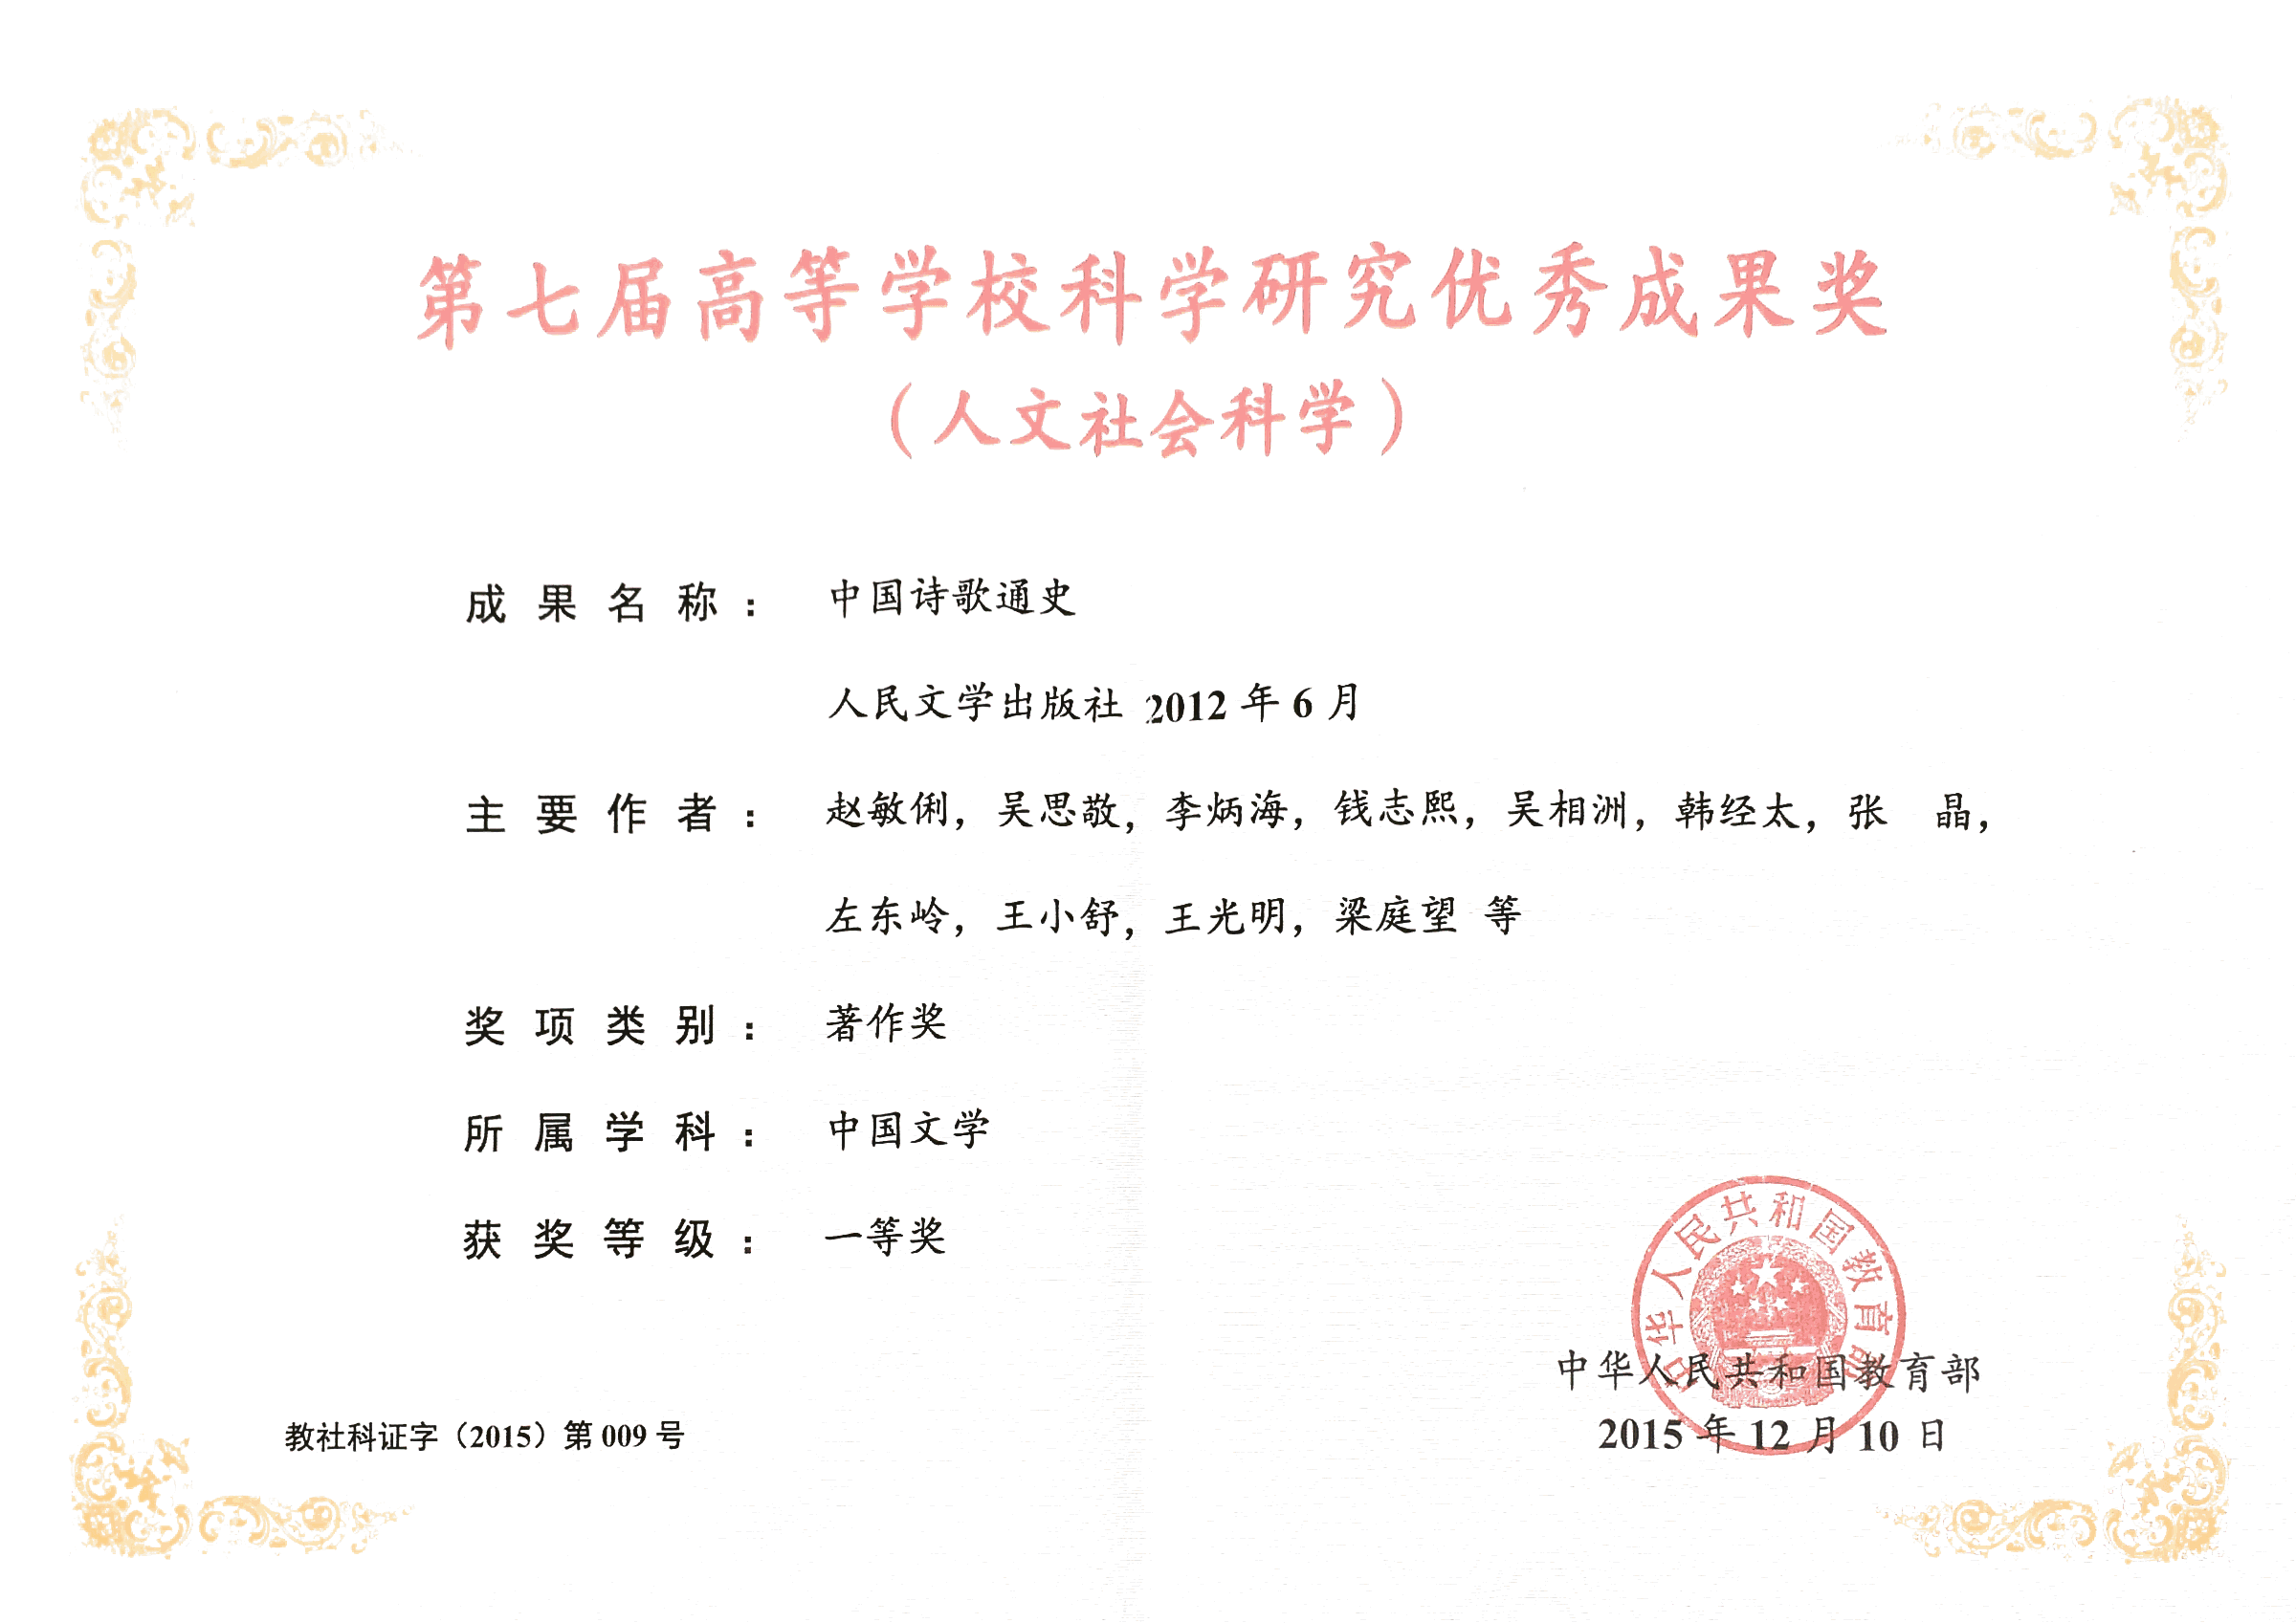 第七届高等学校科学研究优秀成果奖
（人文社会科学）
成果名称： 中国诗歌通史
人民文学出版社 2012 年 6 月
主要作者： 赵敏俐，吴思敬，李炳海，钱志熙，吴相洲，韩经太，张　晶，
左东岭，王小舒，王光明，梁庭望 等
奖项类别： 著作奖
所属学科： 中国文学
获奖等级： 一等奖
中华人民共和国教育部
中华人民共和国教育部
2015 年 12 月 10 日
教社科证字（2015）第 009 号